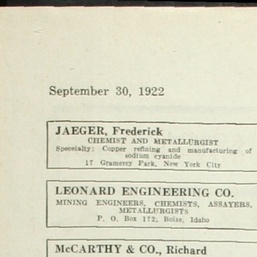 September 30, 1922
JAEGER, Frederick
CHEMIST AND METALLURGIST
Speceialty: Copper refining and manufacturing of
sodium cyanide
17 Gramercy Park, New York City
LEONARD ENGINEERING CO.
MINING ENGINEERS, CHEMISTS, ASSAYERS,
METALLURGISTS
P. O. Box 172, Boise, Idaho
McCARTHY & CO., Richard